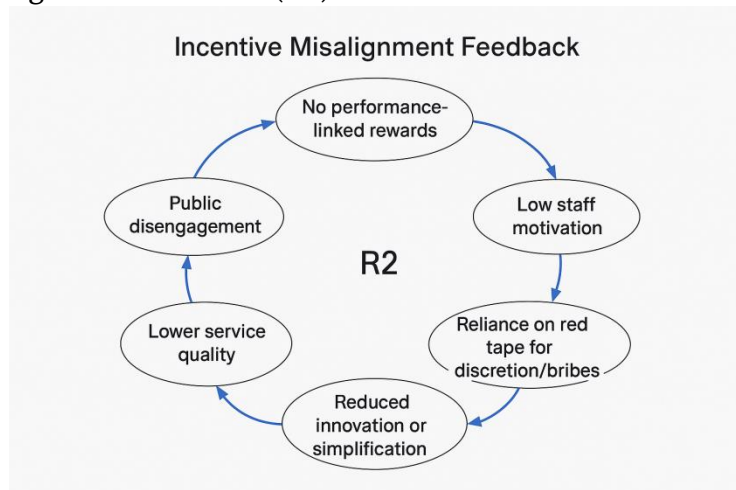 Incentive Misalignment Feedback
No performance-
linked rewards
Low staff
motivation
Reliance on red
tape for
discretion/bribes
Reduced
innovation or
simplification
Lower service
quality
Public
disengagement
R2